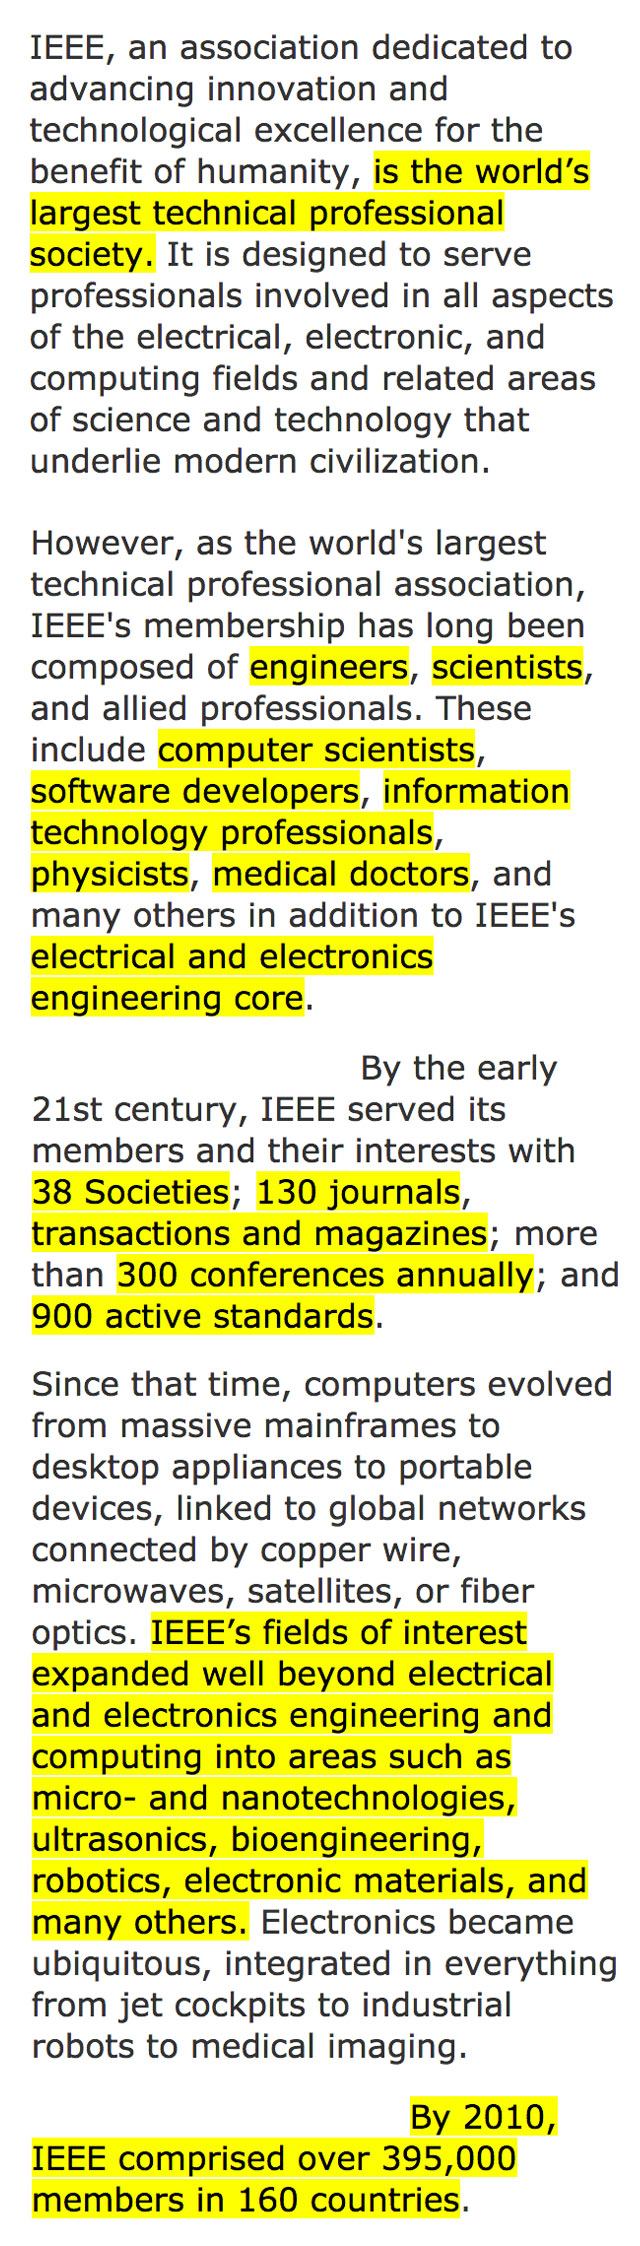 IEEE, an association dedicated to
advancing innovation and
technological excellence for the
benefit of humanity, is the world’s
largest technical professional
society. It is designed to serve
professionals involved in all aspects
of the electrical, electronic, and
computing fields and related areas
of science and technology that
underlie modern civilization.
However, as the world's largest
technical professional association,
IEEE's membership has long been
composed of engineers, scientists,
and allied professionals. These
include computer scientists,
software developers, information
technology professionals,
physicists, medical doctors, and
many others in addition to IEEE's
electrical and electronics
engineering core.
By the early
21st century, IEEE served its
members and their interests with
38 Societies; 130 journals,
transactions and magazines; more
than 300 conferences annually; and
900 active standards.
Since that time, computers evolved
from massive mainframes to
desktop appliances to portable
devices, linked to global networks
connected by copper wire,
microwaves, satellites, or fiber
optics. IEEE’s fields of interest
expanded well beyond electrical
and electronics engineering and
computing into areas such as
micro- and nanotechnologies,
ultrasonics, bioengineering,
robotics, electronic materials, and
many others. Electronics became
ubiquitous, integrated in everything
from jet cockpits to industrial
robots to medical imaging.
By 2010,
IEEE comprised over 395,000
members in 160 countries.